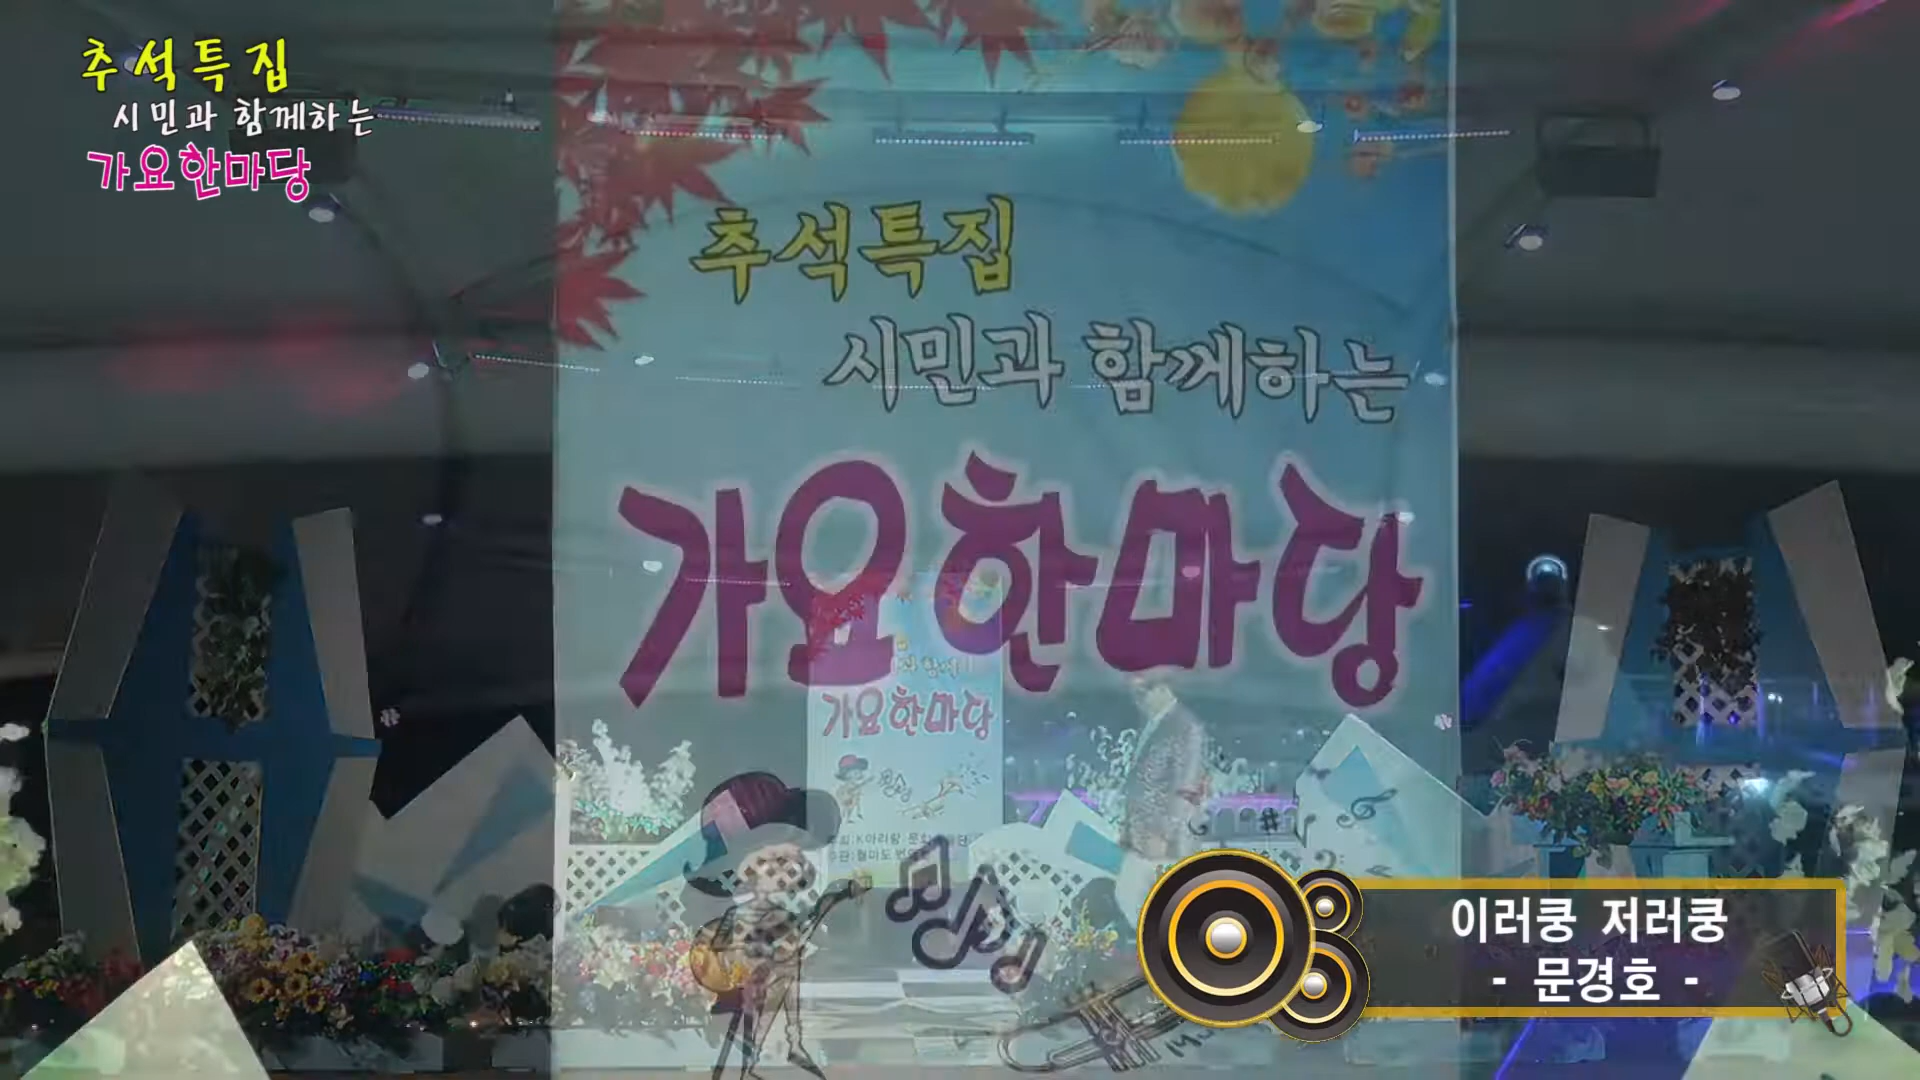 추석특집
시민과 함께하는
가요한마당
추석특집
시민과 함께하는
가요한마당
가요한마당
이러쿵 저러쿵
- 문경호 -